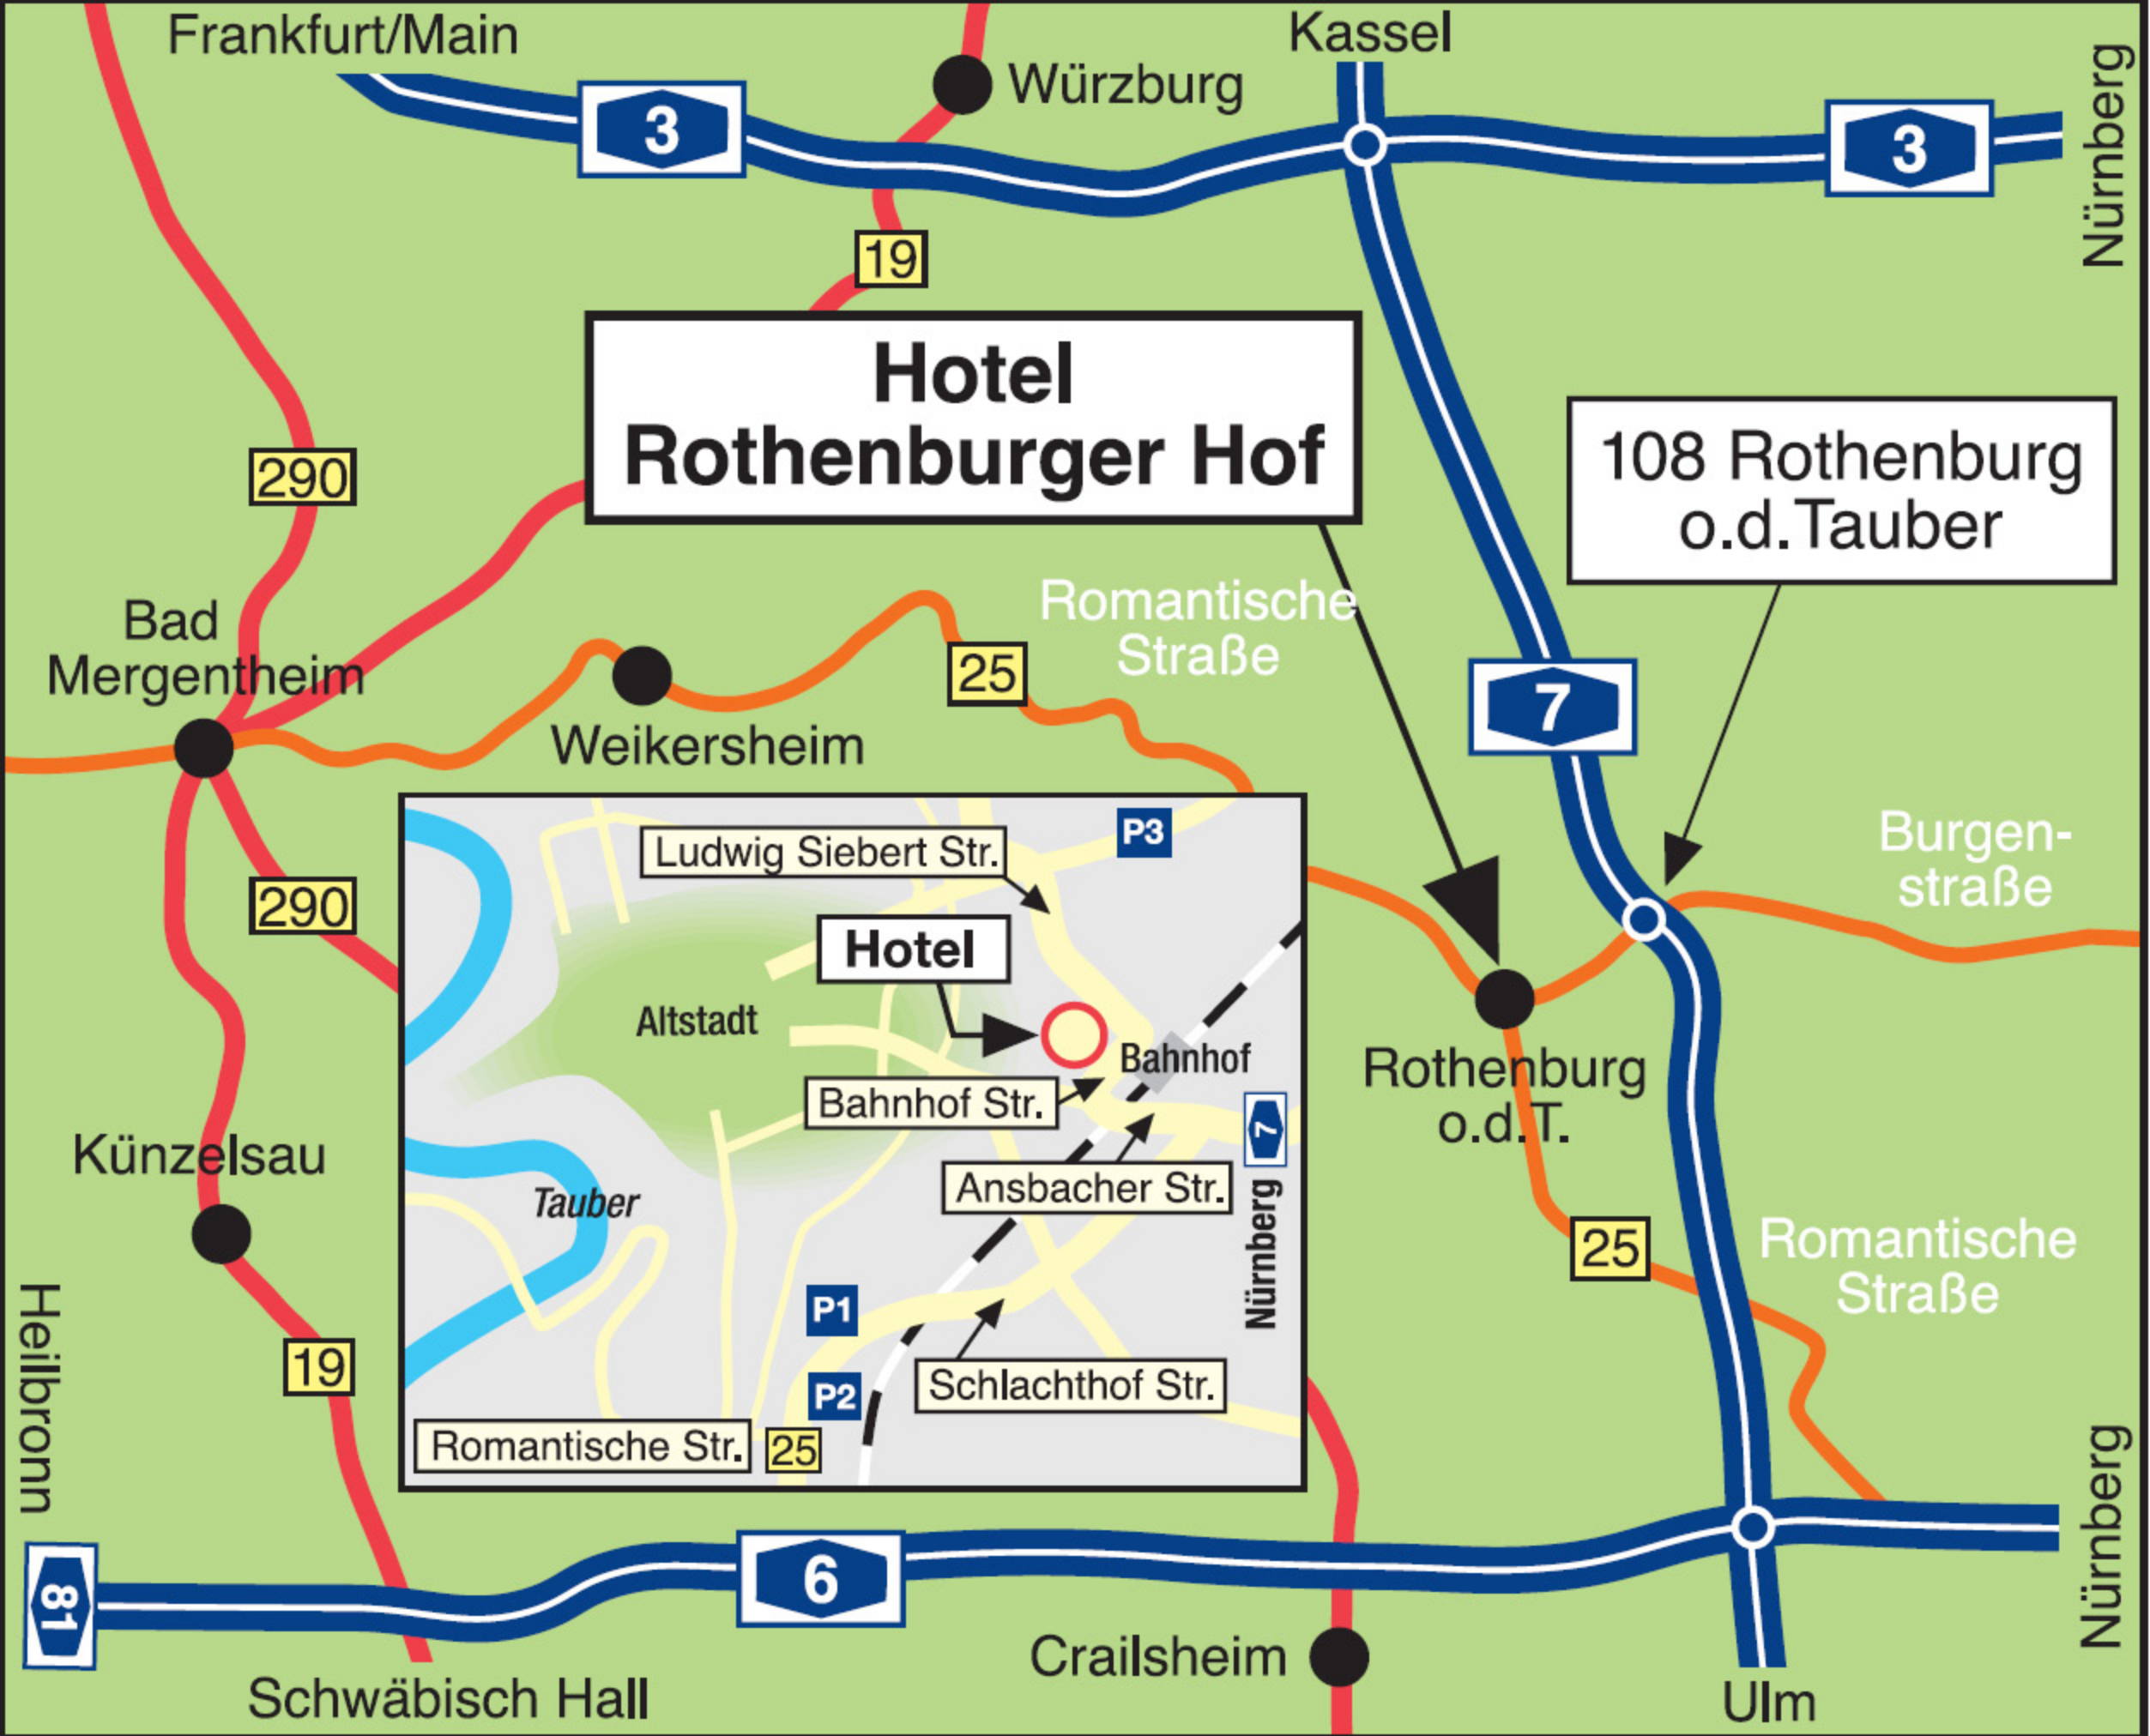 Frankfurt/Main
Kassel
Würzburg
Nürnberg
3
3
19
Hotel
Rothenburger Hof
108 Rothenburg
o.d.Tauber
290
Romantische
Straße
Bad
Mergentheim
25
7
Weikersheim
Burgen-
straße
290
P3
Ludwig Siebert Str.
Hotel
Altstadt
Bahnhof
Bahnhof Str.
7
Ansbacher Str.
Tauber
Nürnberg
P1
Schlachthof Str.
P2
Romantische Str.
25
Rothenburg
o.d.T.
Künzelsau
25
Romantische
Straße
Heilbronn
19
Nürnberg
81
6
Crailsheim
Schwäbisch Hall
Ulm